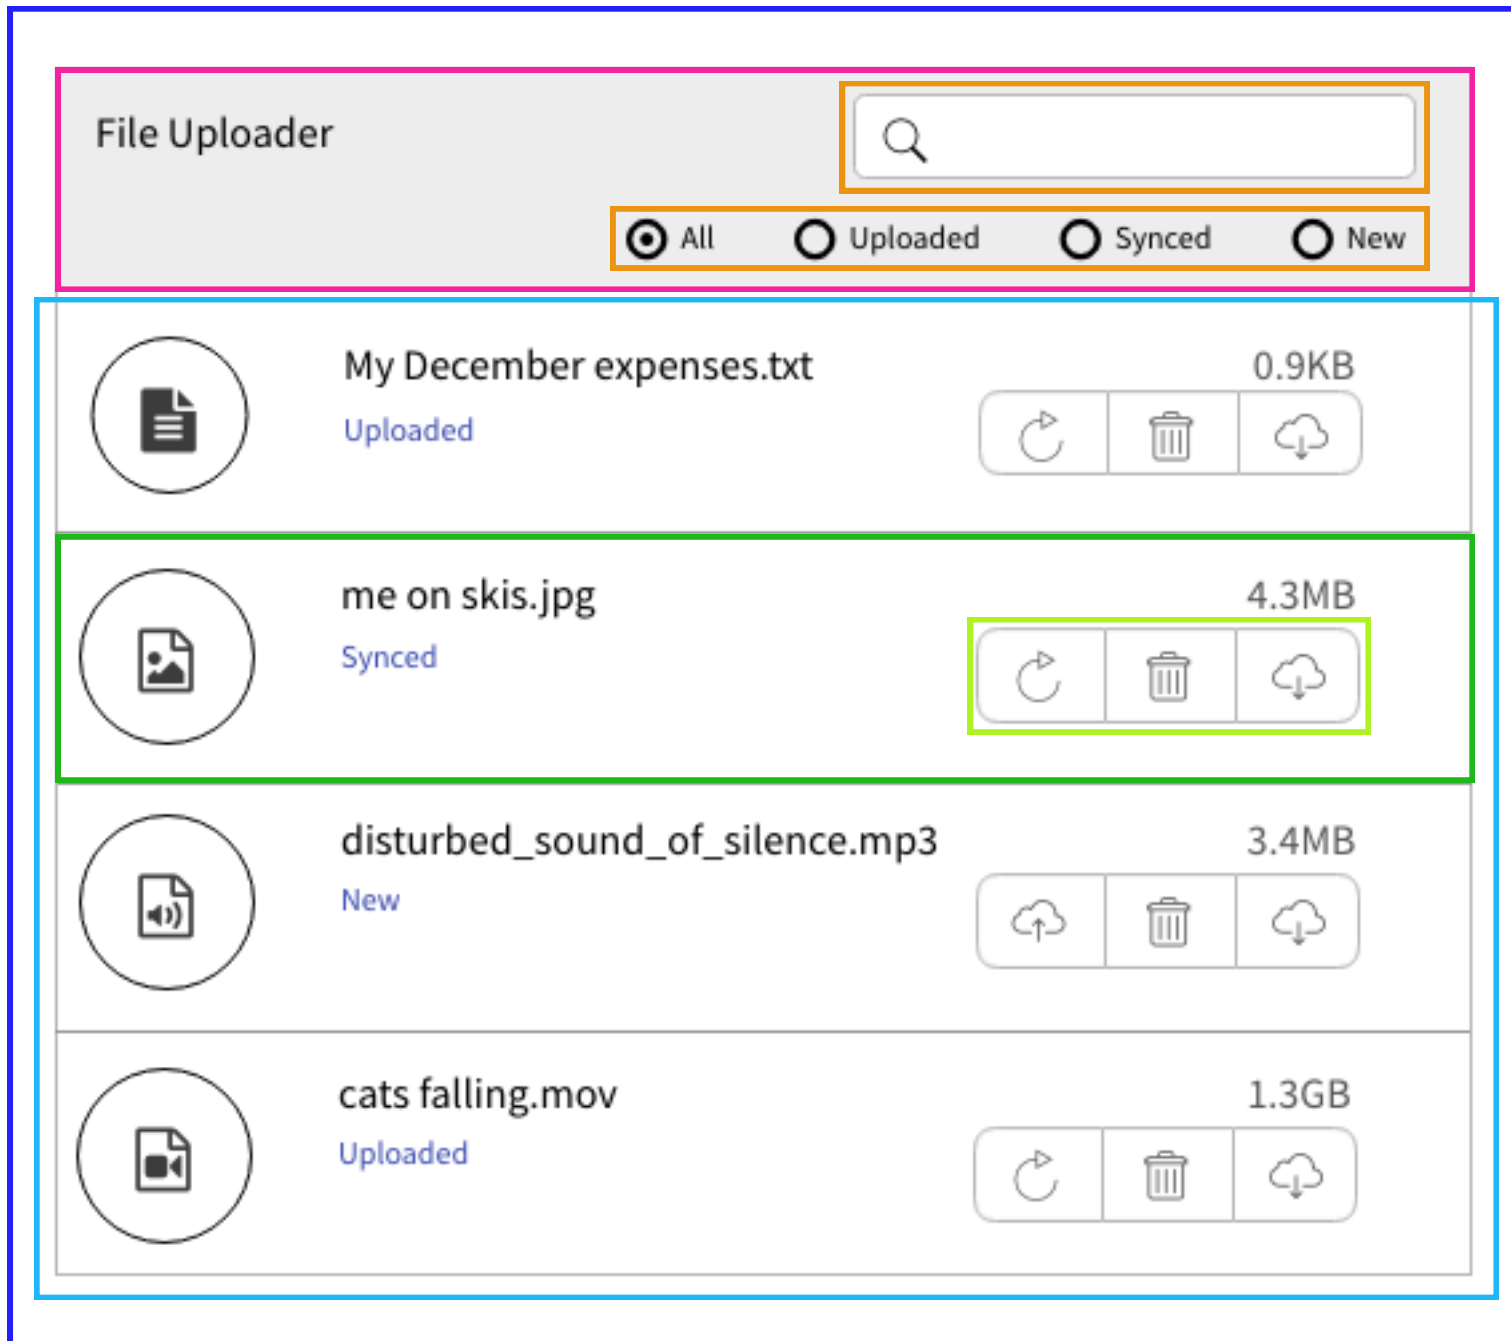 File Uploader
All Uploaded Synced New
My December expenses.txt 0.9KB
Uploaded
me on skis.jpg 4.3MB
Synced
disturbed_sound_of_silence.mp3 3.4MB
New
cats falling.mov 1.3GB
Uploaded